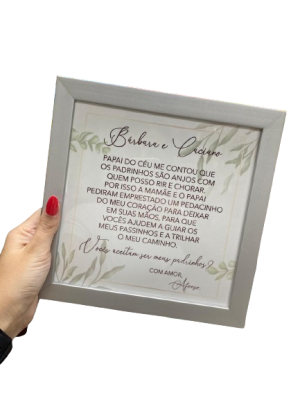 Bárbara e Caciano
PAPAI DO CÉU ME CONTOU QUE
OS PADRINHOS SÃO ANJOS COM
QUEM POSSO RIR E CHORAR.
POR ISSO A MAMÃE E O PAPAI
PEDIRAM EMPRESTADO UM PEDACINHO
DO MEU CORAÇÃO PARA DEIXAR
EM SUAS MÃOS, PARA QUE
VOCÊS AJUDEM A GUIAR OS
MEUS PASSINHOS E A TRILHAR
O MEU CAMINHO.
Vocês aceitam ser meus padrinhos?
COM AMOR,
Afonso